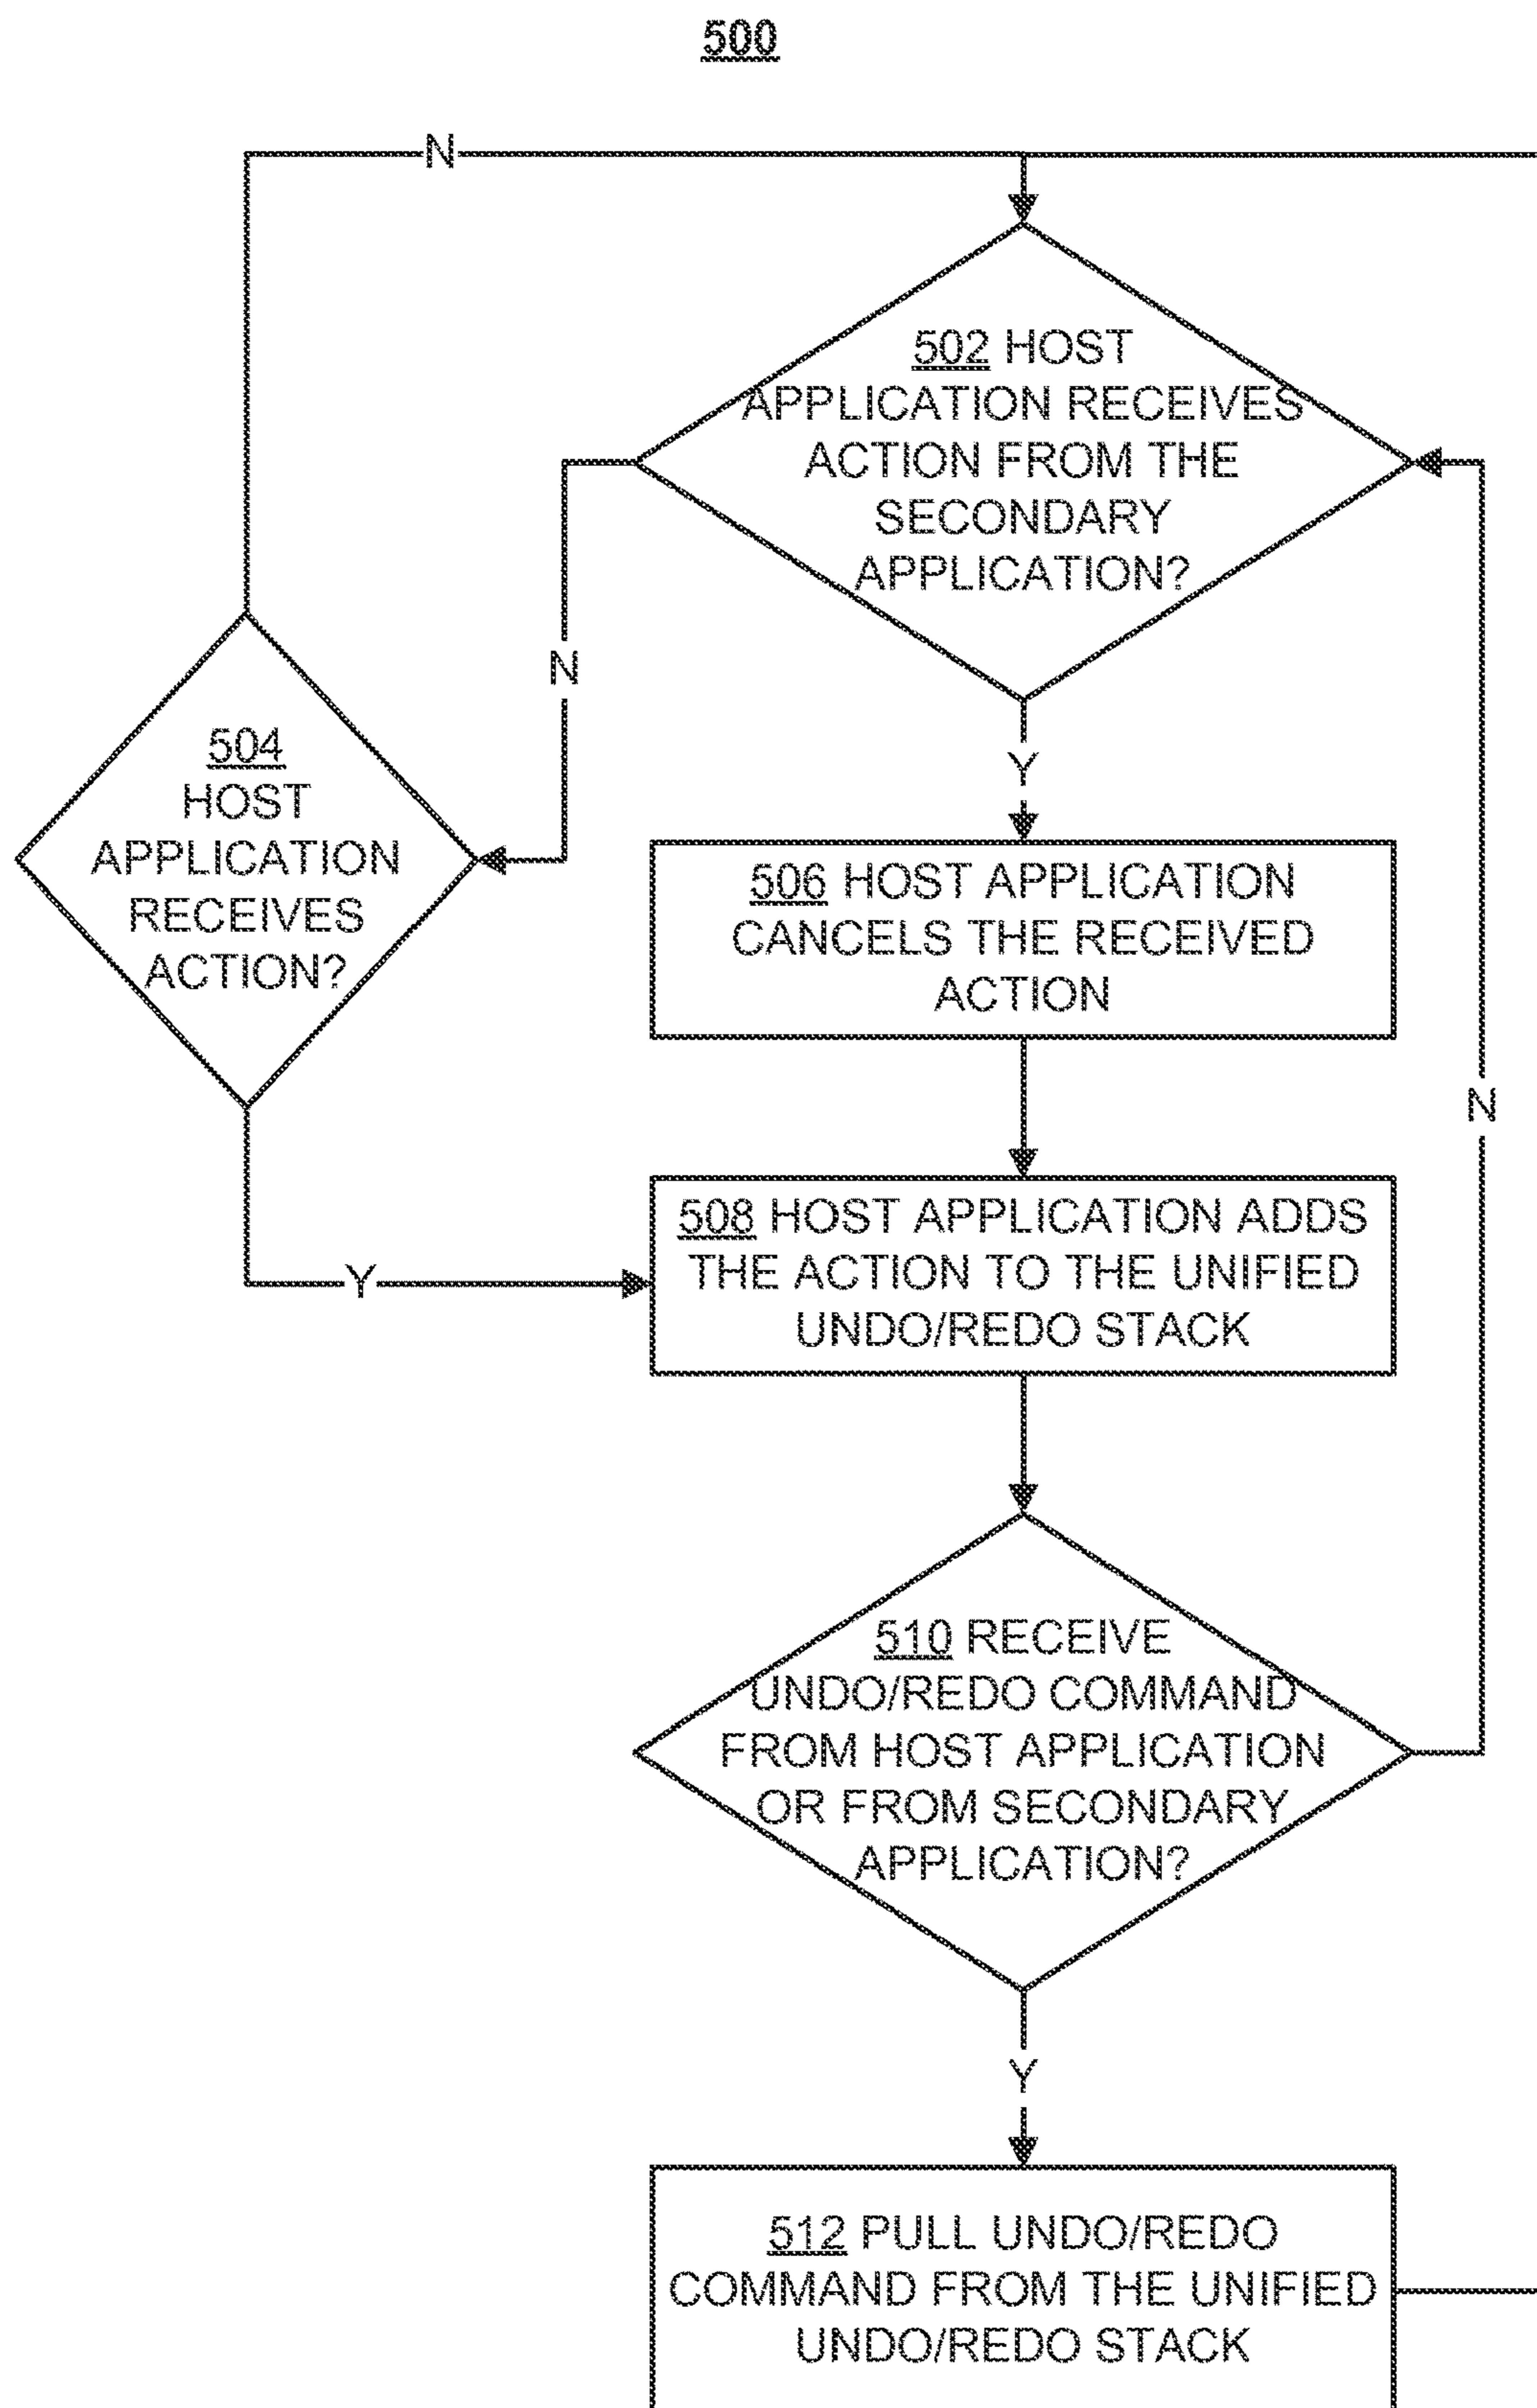 500
N
502 HOST
APPLICATION RECEIVES
ACTION FROM THE
SECONDARY
APPLICATION?
N
Y
504
HOST
APPLICATION
RECEIVES
ACTION?
506 HOST APPLICATION
CANCELS THE RECEIVED
ACTION
N
508 HOST APPLICATION ADDS
THE ACTION TO THE UNIFIED
UNDO/REDO STACK
Y
510 RECEIVE
UNDO/REDO COMMAND
FROM HOST APPLICATION
OR FROM SECONDARY
APPLICATION?
Y
512 PULL UNDO/REDO
COMMAND FROM THE UNIFIED
UNDO/REDO STACK